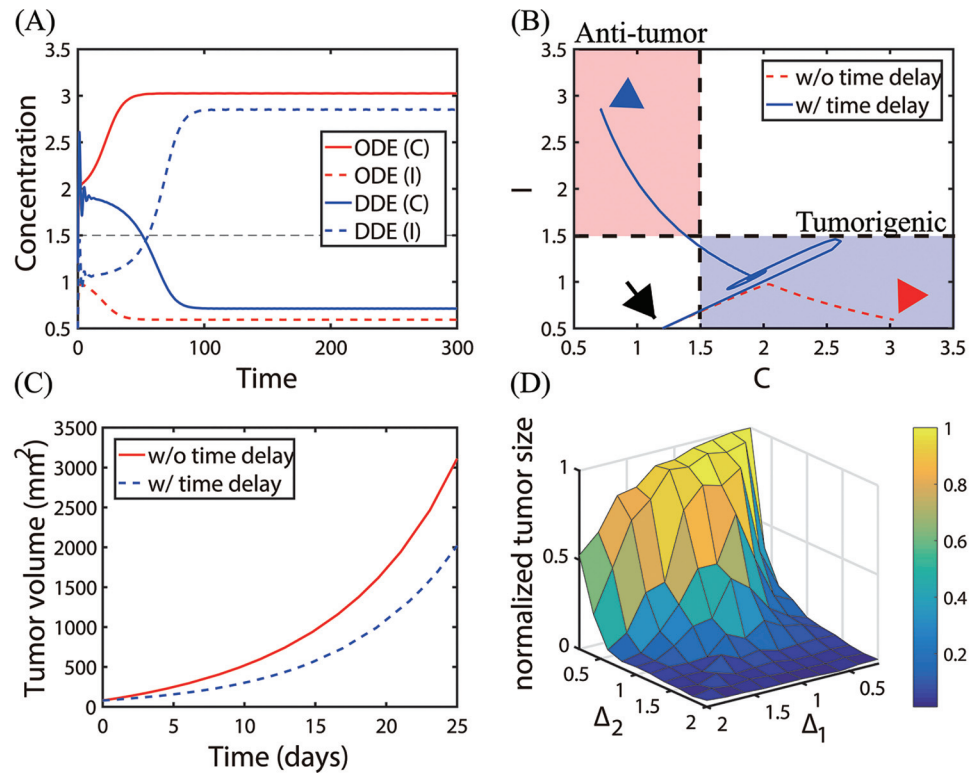 (A)
3.5
3
2.5
2
1.5
1
0.5
0
100
200
300
Concentration
Time
ODE (C)
ODE (I)
DDE (C)
DDE (I)
(B)
Anti-tumor
3.5
3
2.5
2
1.5
1
0.5
0.5
1
1.5
2
2.5
3
3.5
I
C
w/o time delay
w/ time delay
Tumorigenic
(C)
3500
3000
2500
2000
1500
1000
500
0
0
5
10
15
20
25
Tumor volume (mm²)
Time (days)
w/o time delay
w/ time delay
(D)
normalized tumor size
1
0.5
0
0.5
1
1.5
2
Δ₂
2
1.5
1
0.5
Δ₁
1
0.8
0.6
0.4
0.2